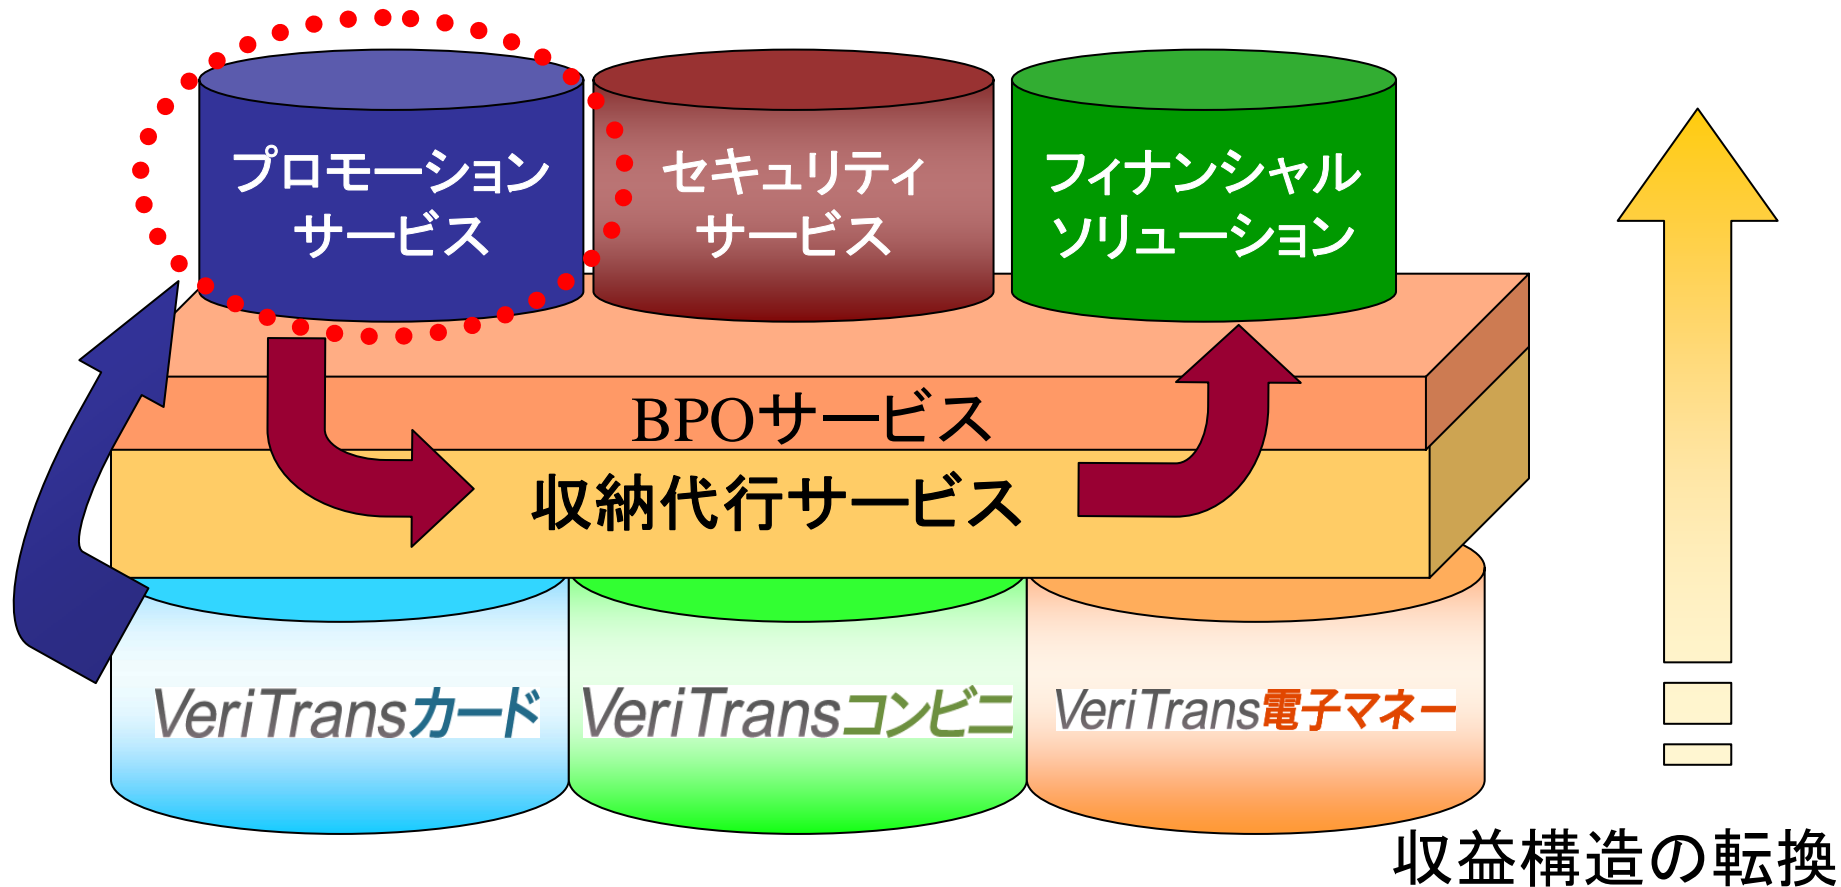 プロモーション
サービス
セキュリティ
サービス
フィナンシャル
ソリューション
BPOサービス
収納代行サービス
VeriTransカード
VeriTransコンビニ
VeriTrans電子マネー
収益構造の転換